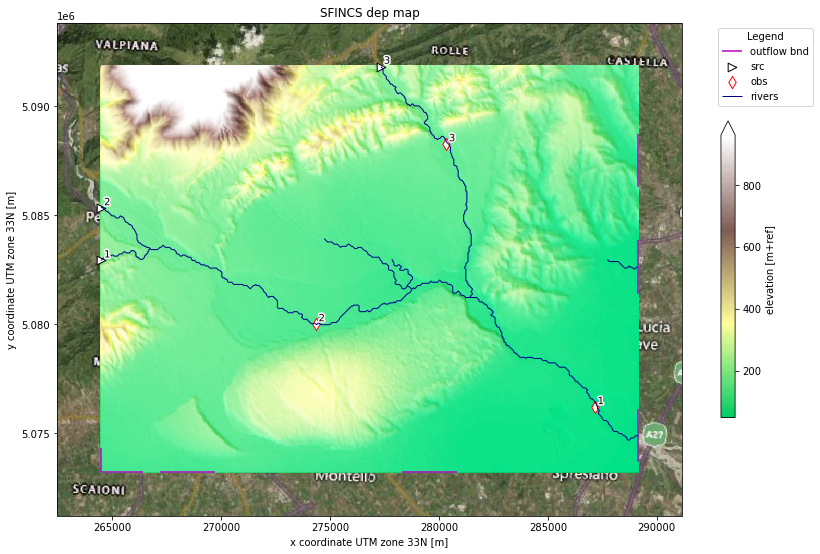 SFINCS dep map
1e6
VALPIANA
ROLLE
CASTELLA
as
3
5.090
3
2
Pe
5.085
1
5.080
2
Lucia
ave
M
1
5.075
A27
Montello
Spresiano
SCAIONI
265000
270000
275000
280000
285000
290000
x coordinate UTM zone 33N [m]
y coordinate UTM zone 33N [m]
Legend
outflow bnd
src
obs
rivers
800
600
400
200
elevation [m+ref]